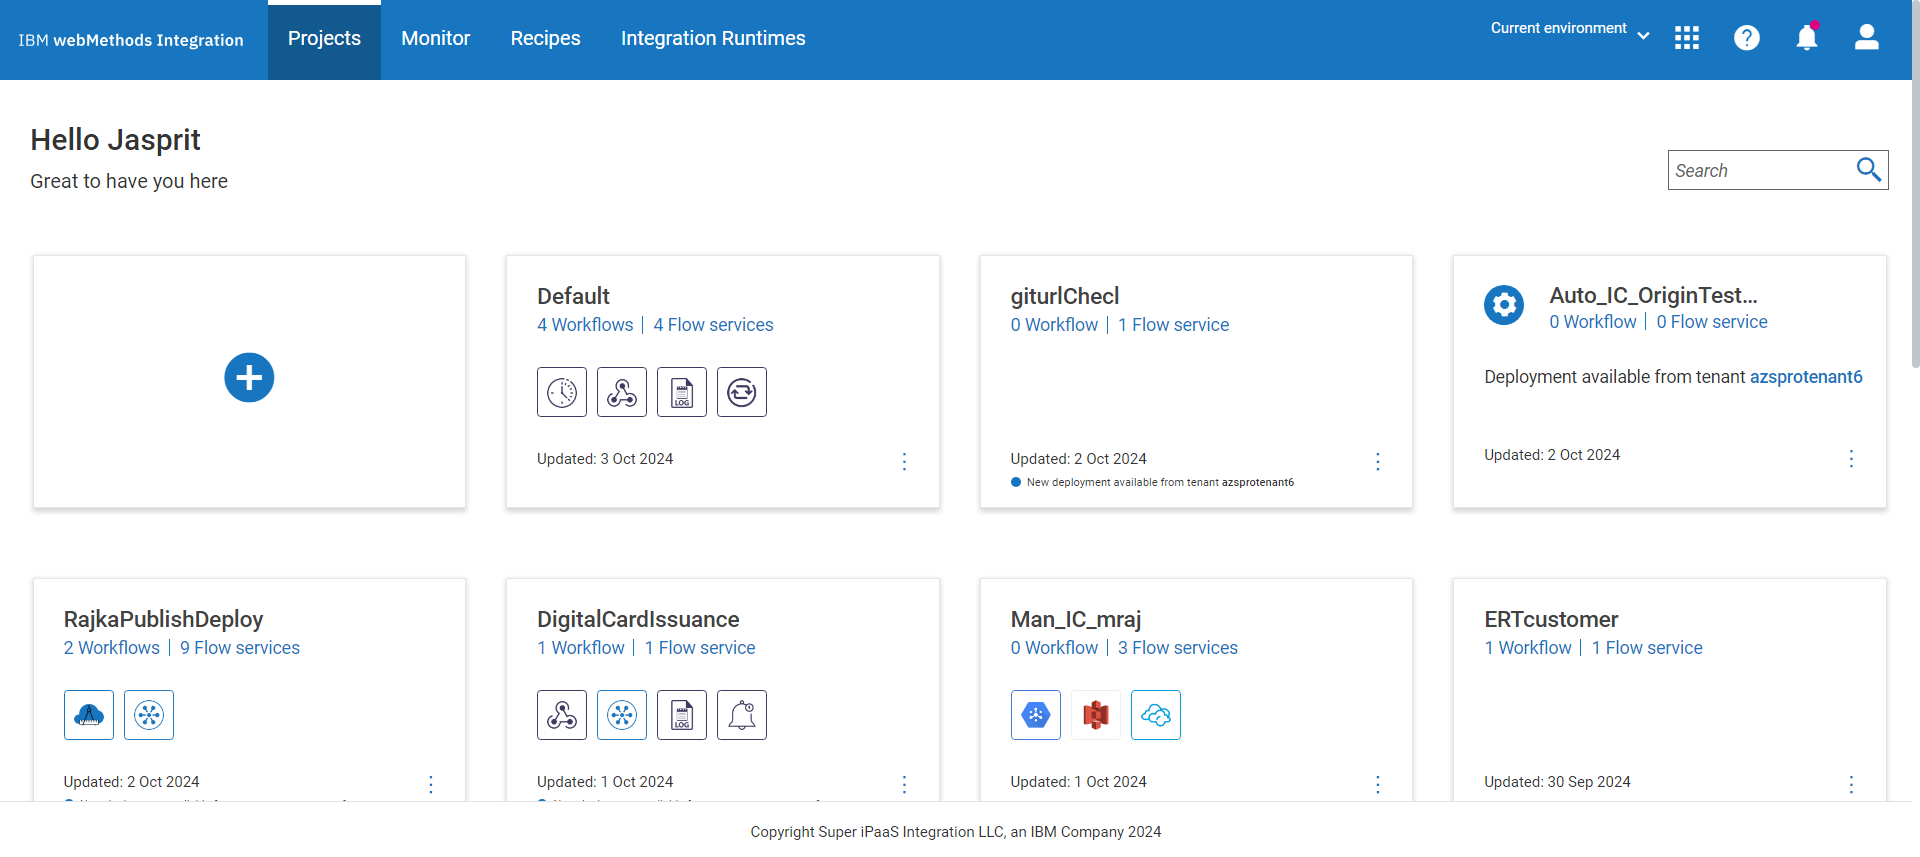 IBM webMethods Integration
Projects
Monitor
Recipes
Integration Runtimes
Current environment
Hello Jasprit
Great to have you here
Search
Default
4 Workflows | 4 Flow services
LOG
Updated: 3 Oct 2024
giturlChecl
0 Workflow | 1 Flow service
Updated: 2 Oct 2024
New deployment available from tenant azsprotenant6
Auto_IC_OriginTest...
0 Workflow | 0 Flow service
Deployment available from tenant azsprotenant6
Updated: 2 Oct 2024
RajkaPublishDeploy
2 Workflows | 9 Flow services
Updated: 2 Oct 2024
DigitalCardIssuance
1 Workflow | 1 Flow service
LOG
Updated: 1 Oct 2024
Man_IC_mraj
0 Workflow | 3 Flow services
Updated: 1 Oct 2024
ERTcustomer
1 Workflow | 1 Flow service
Updated: 30 Sep 2024
Copyright Super iPaaS Integration LLC, an IBM Company 2024